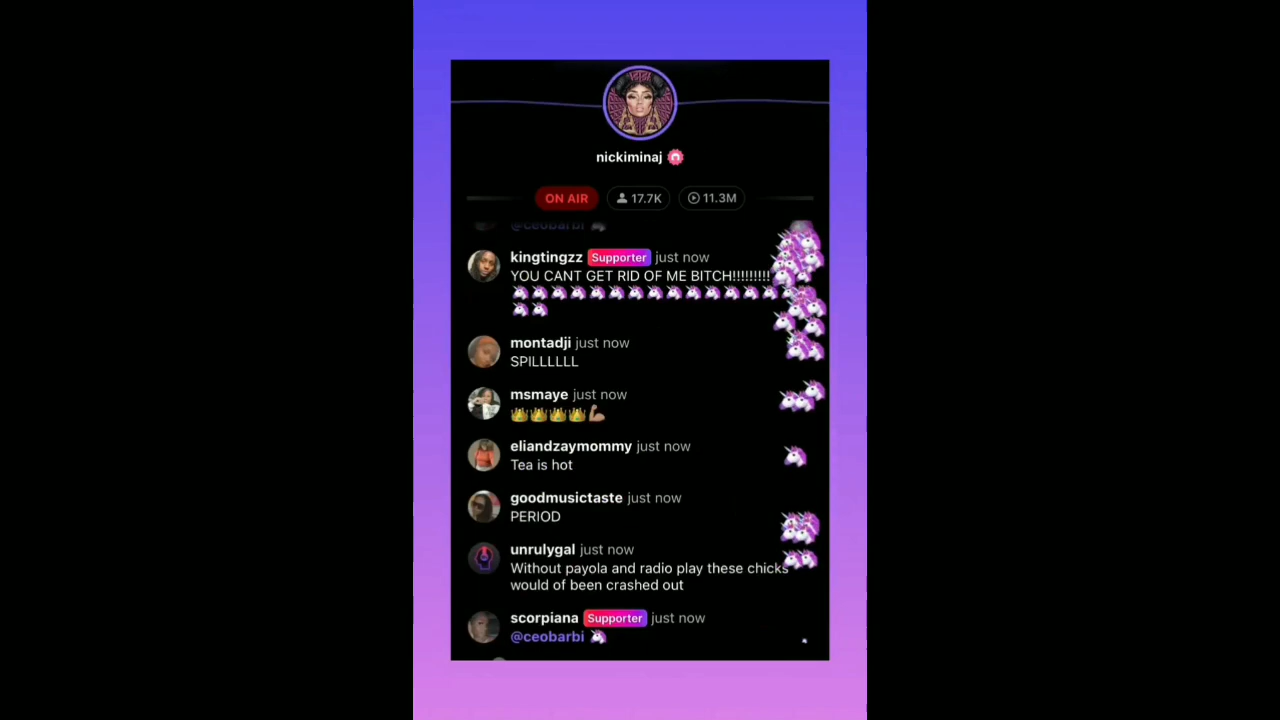 nickiminaj
ON AIR 17.7K 11.3M
@ceobarbi 🦄
kingtingzz Supporter just now
YOU CANT GET RID OF ME BITCH!!!!!!!!!
🦄🦄🦄🦄🦄🦄🦄🦄🦄🦄🦄🦄🦄🦄🦄
🦄🦄
montadji just now
SPILLLLLL
msmaye just now
👑👑👑👑💪🏽
eliandzaymommy just now
Tea is hot
goodmusictaste just now
PERIOD
unrulygal just now
Without payola and radio play these chicks
would of been crashed out
scorpiana Supporter just now
@ceobarbi 🦄